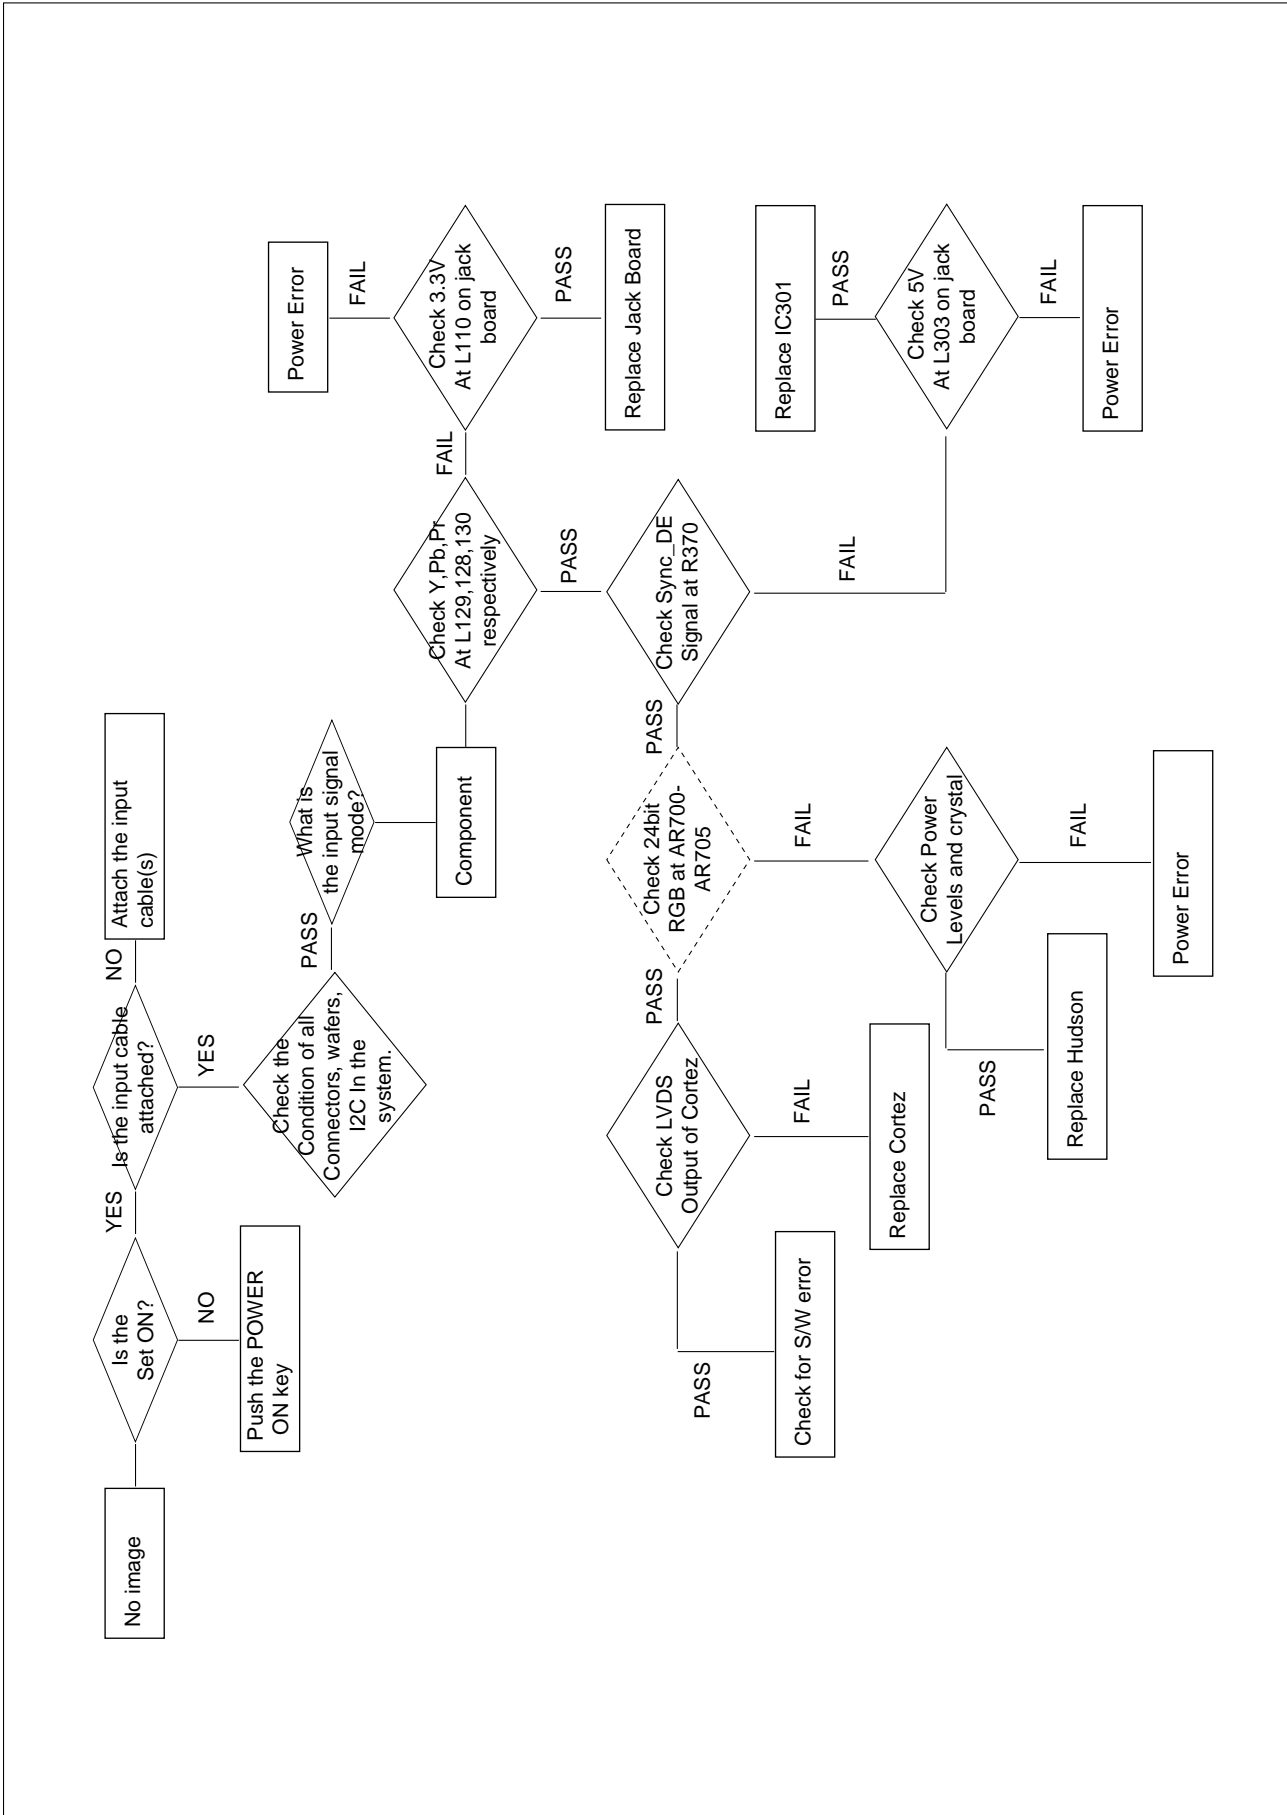 No image
Is the
Set ON?
NO
Push the POWER
ON key
YES
Is the input cable
attached?
NO
Attach the input
cable(s)
YES
Check the
Condition of all
Connectors, wafers,
I2C In the
system.
PASS
What is
the input signal
mode?
Component
Check Y,Pb,Pr
At L129,128,130
respectively
FAIL
Check 3.3V
At L110 on jack
board
FAIL
Power Error
PASS
Replace Jack Board
PASS
Check Sync_DE
Signal at R370
FAIL
Check 5V
At L303 on jack
board
PASS
Replace IC301
FAIL
Power Error
PASS
Check 24bit
RGB at AR700-
AR705
FAIL
Check Power
Levels and crystal
FAIL
Power Error
PASS
Replace Hudson
PASS
Check LVDS
Output of Cortez
FAIL
Replace Cortez
PASS
Check for S/W error